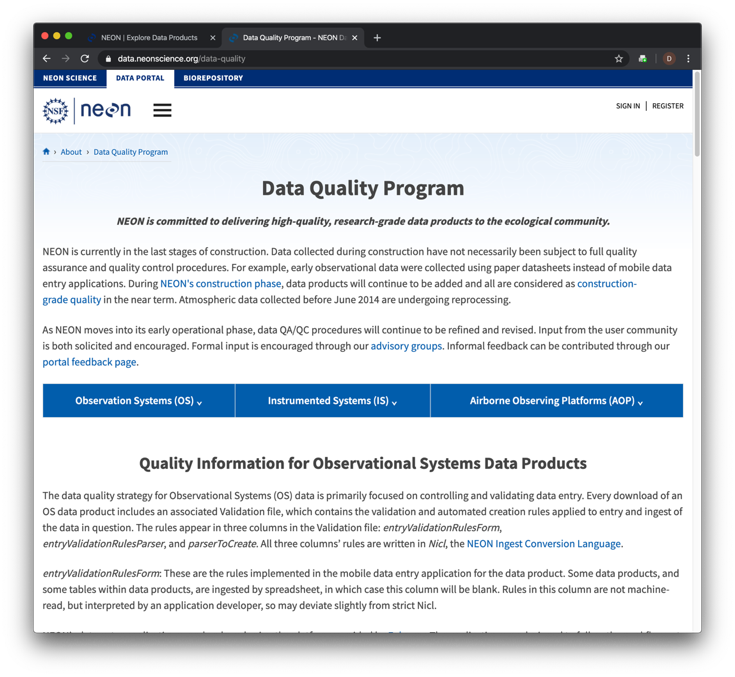 NEON | Explore Data Products
Data Quality Program - NEON Da
data.neonscience.org/data-quality
D
NEON SCIENCE DATA PORTAL BIOREPOSITORY
NSF neon
SIGN IN | REGISTER
About › Data Quality Program
Data Quality Program
NEON is committed to delivering high-quality, research-grade data products to the ecological community.
NEON is currently in the last stages of construction. Data collected during construction have not necessarily been subject to full quality
assurance and quality control procedures. For example, early observational data were collected using paper datasheets instead of mobile data
entry applications. During NEON's construction phase, data products will continue to be added and all are considered as construction-
grade quality in the near term. Atmospheric data collected before June 2014 are undergoing reprocessing.
As NEON moves into its early operational phase, data QA/QC procedures will continue to be refined and revised. Input from the user community
is both solicited and encouraged. Formal input is encouraged through our advisory groups. Informal feedback can be contributed through our
portal feedback page.
Observation Systems (OS) Instrumented Systems (IS) Airborne Observing Platforms (AOP)
Quality Information for Observational Systems Data Products
The data quality strategy for Observational Systems (OS) data is primarily focused on controlling and validating data entry. Every download of an
OS data product includes an associated Validation file, which contains the validation and automated creation rules applied to entry and ingest of
the data in question. The rules appear in three columns in the Validation file: entryValidationRulesForm,
entryValidationRulesParser, and parserToCreate. All three columns' rules are written in Nicl, the NEON Ingest Conversion Language.
entryValidationRulesForm: These are the rules implemented in the mobile data entry application for the data product. Some data products, and
some tables within data products, are ingested by spreadsheet, in which case this column will be blank. Rules in this column are not machine-
read, but interpreted by an application developer, so may deviate slightly from strict Nicl.